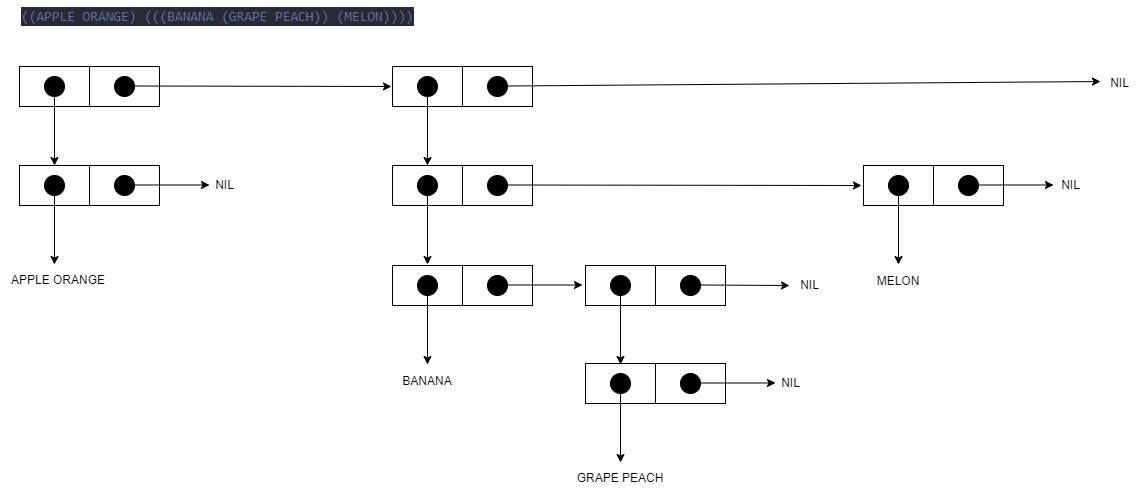 ((APPLE ORANGE) (((BANANA (GRAPE PEACH)) (MELON))))
NIL
NIL
NIL
APPLE ORANGE
MELON
NIL
BANANA
NIL
GRAPE PEACH